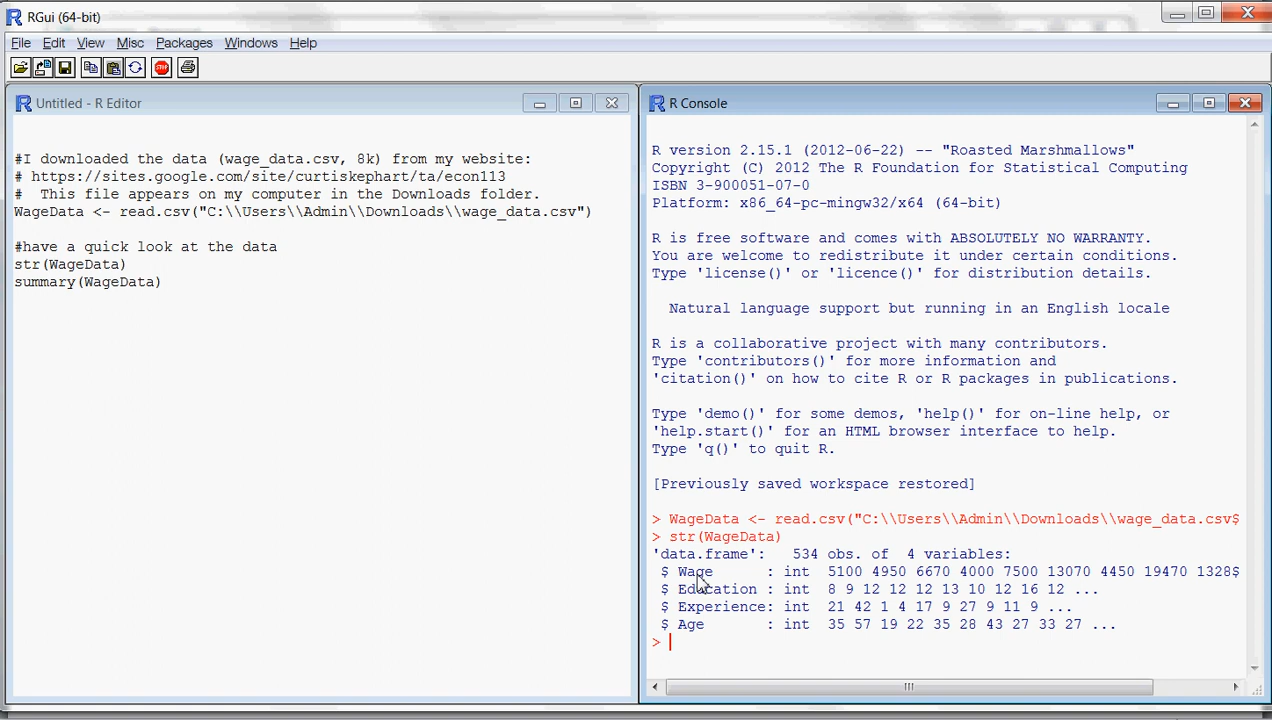 RGui (64-bit)
File Edit View Misc Packages Windows Help
STOP
Untitled - R Editor
#I downloaded the data (wage_data.csv, 8k) from my website:
# https://sites.google.com/site/curtiskephart/ta/econ113
#  This file appears on my computer in the Downloads folder.
WageData <- read.csv("C:\\Users\\Admin\\Downloads\\wage_data.csv")
#have a quick look at the data
str(WageData)
summary(WageData)
R Console
R version 2.15.1 (2012-06-22) -- "Roasted Marshmallows"
Copyright (C) 2012 The R Foundation for Statistical Computing
ISBN 3-900051-07-0
Platform: x86_64-pc-mingw32/x64 (64-bit)
R is free software and comes with ABSOLUTELY NO WARRANTY.
You are welcome to redistribute it under certain conditions.
Type 'license()' or 'licence()' for distribution details.
Natural language support but running in an English locale
R is a collaborative project with many contributors.
Type 'contributors()' for more information and
'citation()' on how to cite R or R packages in publications.
Type 'demo()' for some demos, 'help()' for on-line help, or
'help.start()' for an HTML browser interface to help.
Type 'q()' to quit R.
[Previously saved workspace restored]
> WageData <- read.csv("C:\\Users\\Admin\\Downloads\\wage_data.csv$
> str(WageData)
'data.frame':   534 obs. of  4 variables:
$ Wage      : int  5100 4950 6670 4000 7500 13070 4450 19470 1328$
$ Education : int  8 9 12 12 12 13 10 12 16 12 ...
$ Experience: int  21 42 1 4 17 9 27 9 11 9 ...
$ Age       : int  35 57 19 22 35 28 43 27 33 27 ...
>